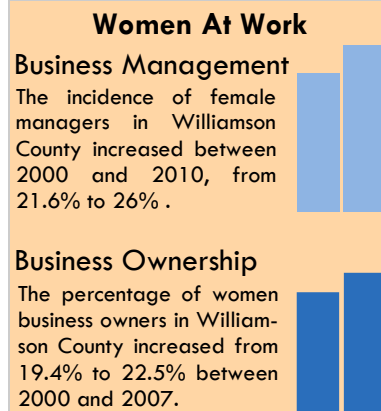 Women At Work
Business Management
The incidence of female
managers in Williamson
County increased between
2000 and 2010, from
21.6% to 26% .
Business Ownership
The percentage of women
business owners in William-
son County increased from
19.4% to 22.5% between
2000 and 2007.